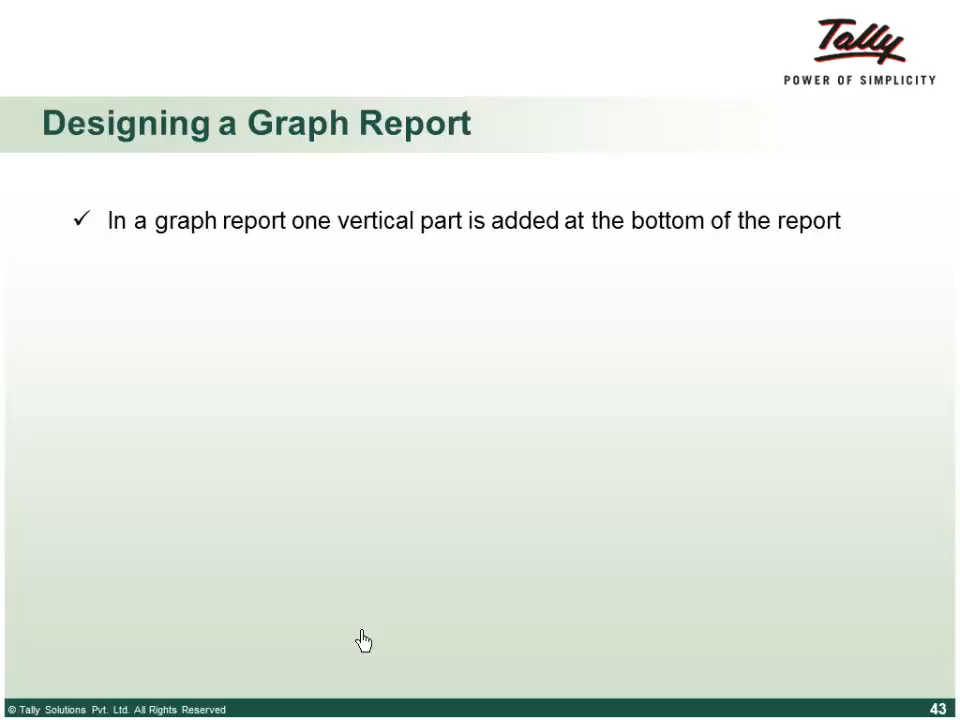 Tally
POWER OF SIMPLICITY
Designing a Graph Report
✓ In a graph report one vertical part is added at the bottom of the report
© Tally Solutions Pvt. Ltd. All Rights Reserved
43